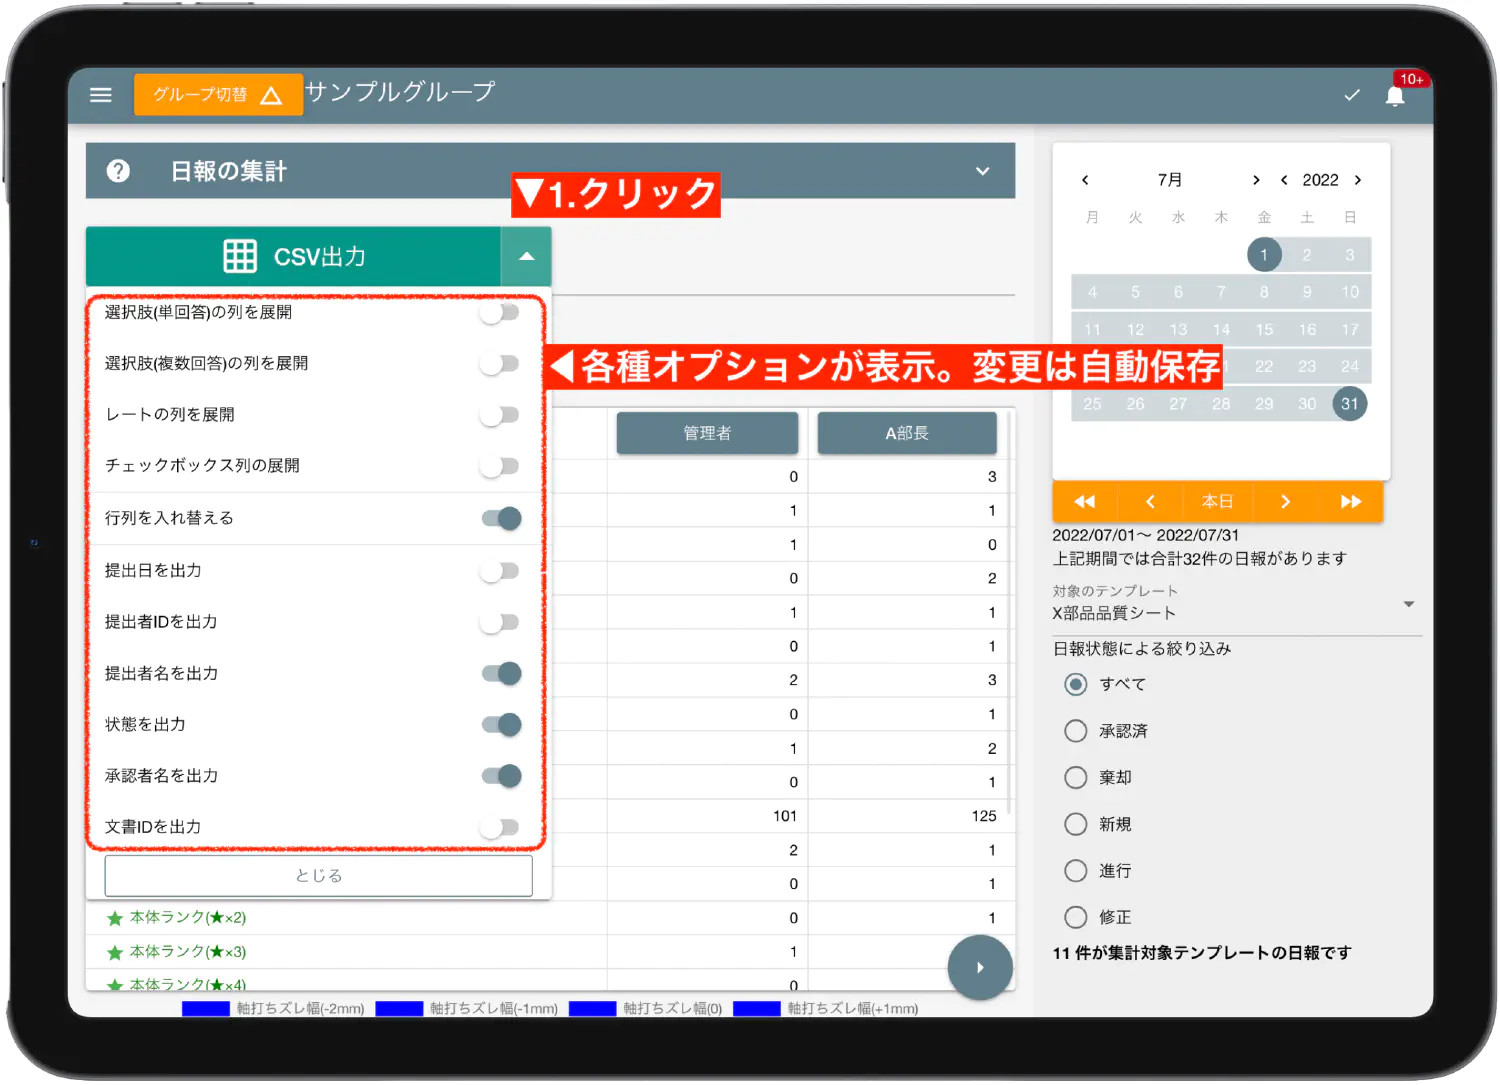 グループ切替 サンプルグループ
10+
日報の集計
▼1.クリック
CSV出力
選択肢(単回答)の列を展開
選択肢(複数回答)の列を展開
◀各種オプションが表示。変更は自動保存
レートの列を展開
チェックボックス列の展開
行列を入れ替える
提出日を出力
提出者IDを出力
提出者名を出力
状態を出力
承認者名を出力
文書IDを出力
とじる
管理者 A部長
0 3
1 1
1 0
0 2
1 1
0 1
2 3
0 1
1 2
0 1
101 125
2 1
0 1
★ 本体ランク(★×2) 0 1
★ 本体ランク(★×3) 1
★ 本体ランク(★×4) 0
軸打ちズレ幅(-2mm) 軸打ちズレ幅(-1mm) 軸打ちズレ幅(0) 軸打ちズレ幅(+1mm)
7月 2022
月 火 水 木 金 土 日
1 2 3
4 5 6 7 8 9 10
11 12 13 14 15 16 17
1 22 23 24
25 26 27 28 29 30 31
本日
2022/07/01〜 2022/07/31
上記期間では合計32件の日報があります
対象のテンプレート
X部品品質シート
日報状態による絞り込み
すべて
承認済
棄却
新規
進行
修正
11 件が集計対象テンプレートの日報です